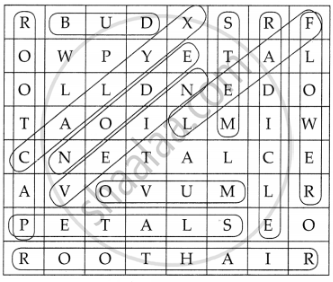 R B U D X S R F
O W P Y E T A L
O L L D N E D O
T A O I L M I W
C N E T A L C E
A V O V U M L R
P E T A L S E O
R O O T H A I R
shaalaa.com